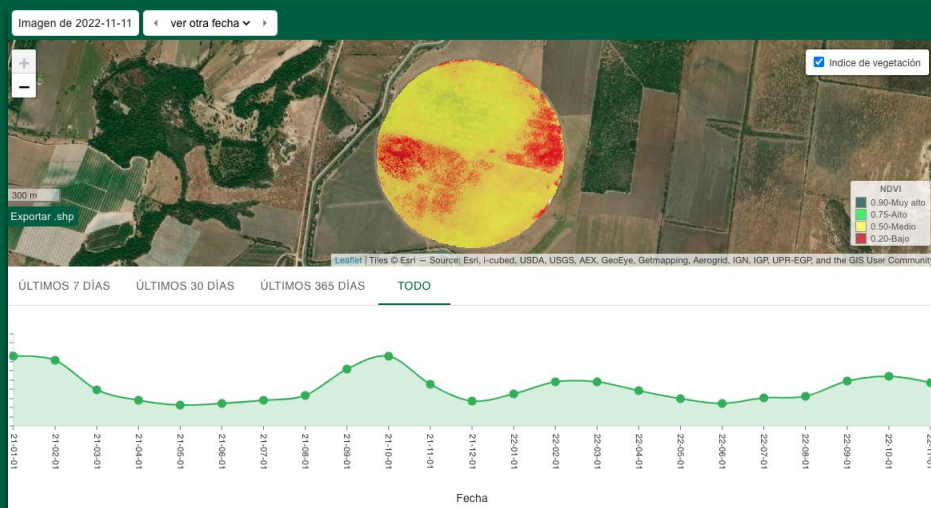 Imagen de 2022-11-11
ver otra fecha
+
−
Indice de vegetación
300 m
Exportar .shp
NDVI
0.90-Muy alto
0.75-Alto
0.50-Medio
0.20-Bajo
Leaflet | Tiles © Esri — Source: Esri, i-cubed, USDA, USGS, AEX, GeoEye, Getmapping, Aerogrid, IGN, IGP, UPR-EGP, and the GIS User Community
ÚLTIMOS 7 DÍAS
ÚLTIMOS 30 DÍAS
ÚLTIMOS 365 DÍAS
TODO
21-01-01
21-02-01
21-03-01
21-04-01
21-05-01
21-06-01
21-07-01
21-08-01
21-09-01
21-10-01
21-11-01
21-12-01
22-01-01
22-02-01
22-03-01
22-04-01
22-05-01
22-06-01
22-07-01
22-08-01
22-09-01
22-10-01
22-11-01
Fecha